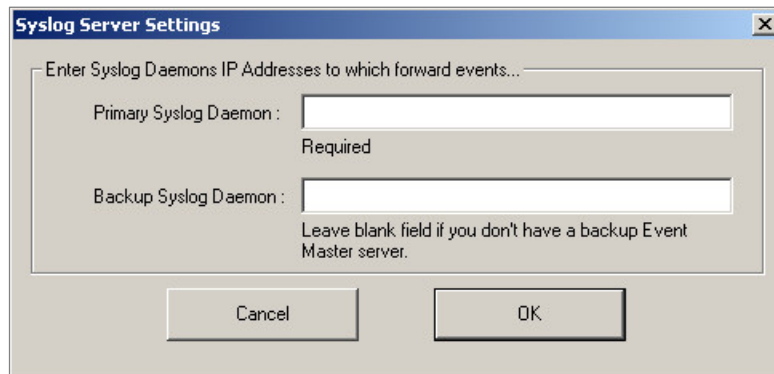 Syslog Server Settings
Enter Syslog Daemons IP Addresses to which forward events...
Primary Syslog Daemon :
Required
Backup Syslog Daemon :
Leave blank field if you don't have a backup Event
Master server.
Cancel
OK